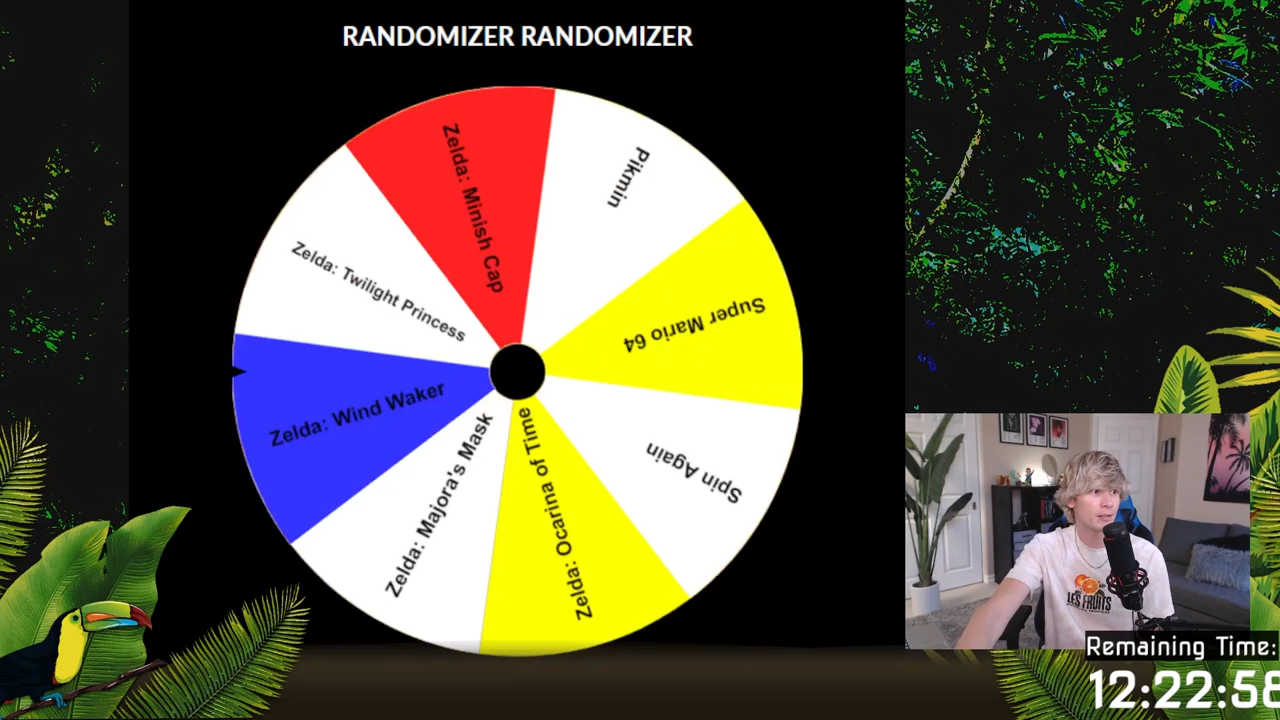 RANDOMIZER RANDOMIZER
Zelda: Minish Cap
Pikmin
Super Mario 64
Spin Again
Zelda: Ocarina of Time
Zelda: Majora's Mask
Zelda: Wind Waker
Zelda: Twilight Princess
LES FRUITS
Remaining Time:
12:22:58